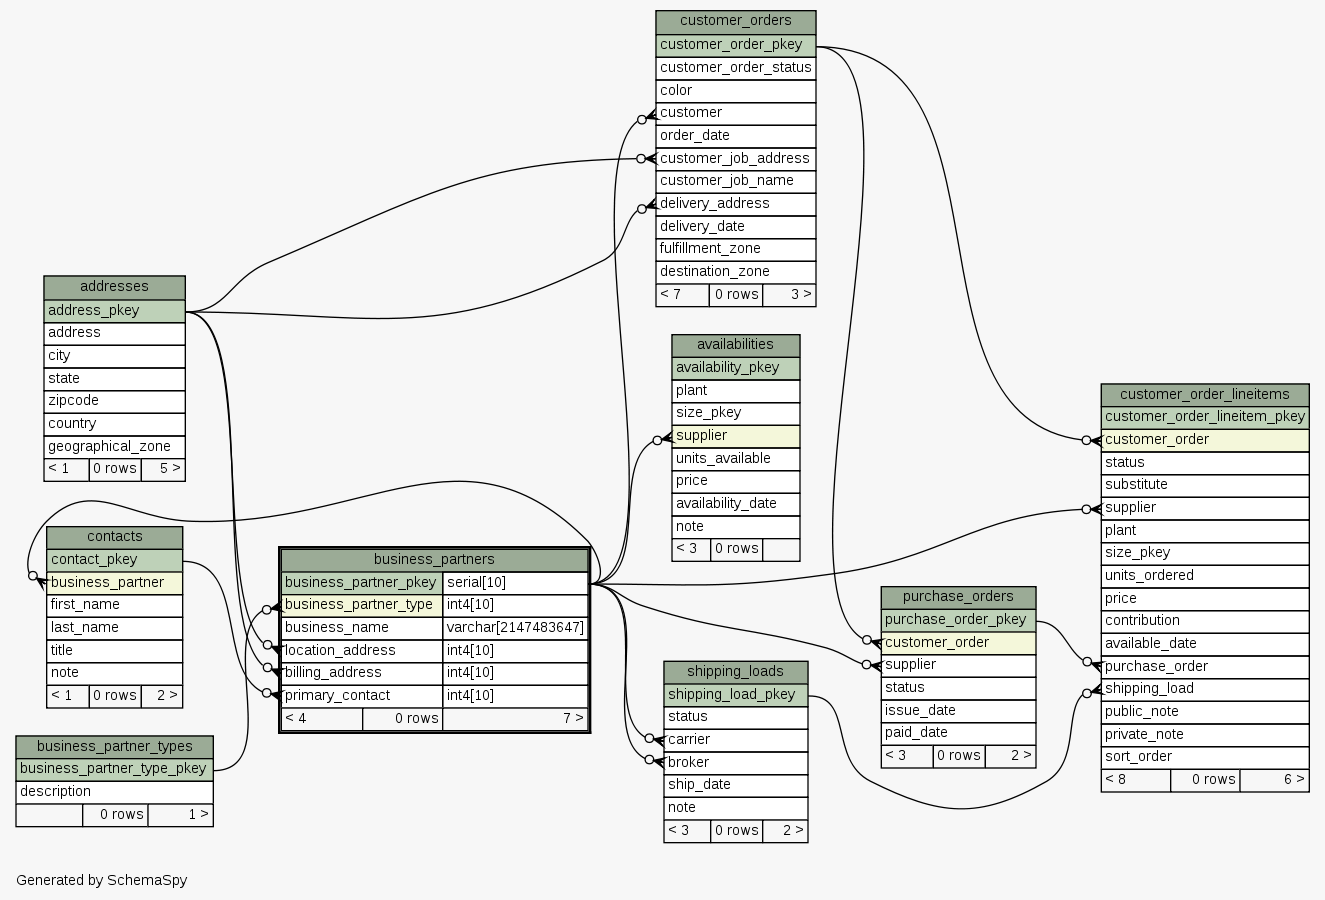 customer_orders
customer_order_pkey
customer_order_status
color
customer
order_date
customer_job_address
customer_job_name
delivery_address
delivery_date
fulfillment_zone
destination_zone
< 7 0 rows 3 >
addresses
address_pkey
address
city
state
zipcode
country
geographical_zone
< 1 0 rows 5 >
availabilities
availability_pkey
plant
size_pkey
supplier
units_available
price
availability_date
note
< 3 0 rows
customer_order_lineitems
customer_order_lineitem_pkey
customer_order
status
substitute
supplier
plant
size_pkey
units_ordered
price
contribution
available_date
purchase_order
shipping_load
public_note
private_note
sort_order
< 8 0 rows 6 >
contacts
contact_pkey
business_partner
first_name
last_name
title
note
< 1 0 rows 2 >
business_partners
business_partner_pkey serial[10]
business_partner_type int4[10]
business_name varchar[2147483647]
location_address int4[10]
billing_address int4[10]
primary_contact int4[10]
< 4 0 rows 7 >
purchase_orders
purchase_order_pkey
customer_order
supplier
status
issue_date
paid_date
< 3 0 rows 2 >
shipping_loads
shipping_load_pkey
status
carrier
broker
ship_date
note
< 3 0 rows 2 >
business_partner_types
business_partner_type_pkey
description
0 rows 1 >
Generated by SchemaSpy